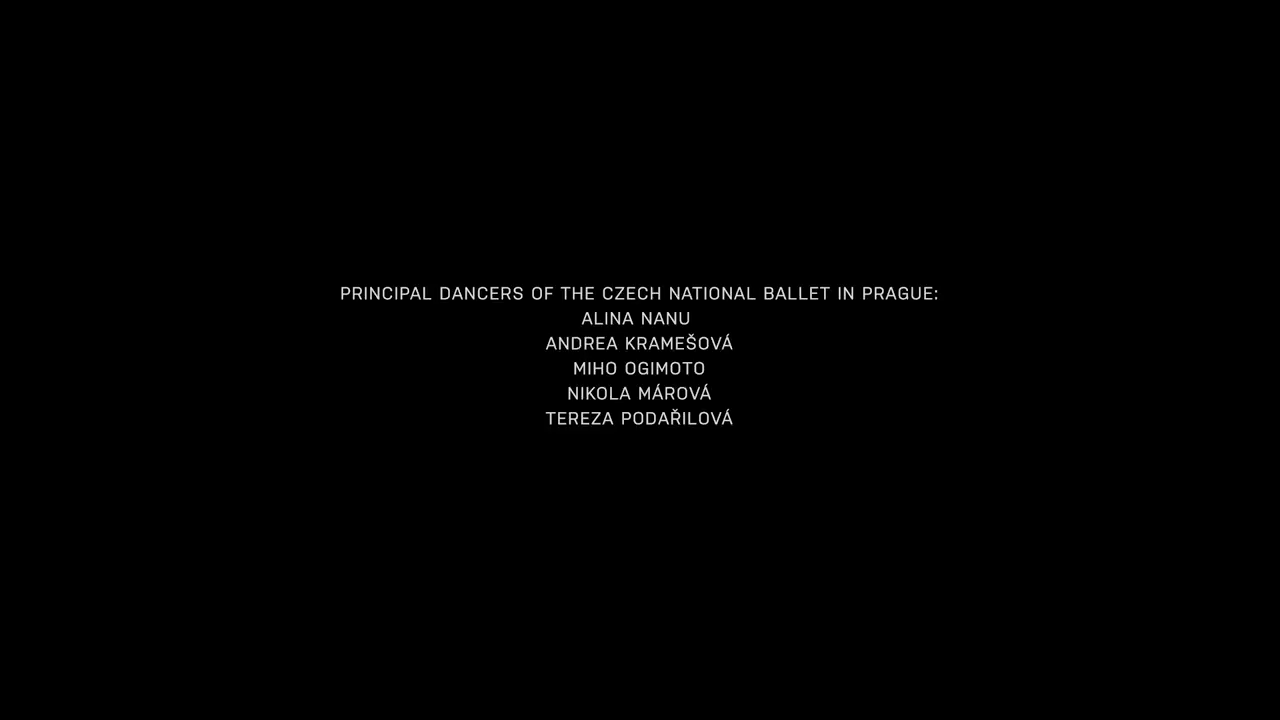 PRINCIPAL DANCERS OF THE CZECH NATIONAL BALLET IN PRAGUE:
ALINA NANU
ANDREA KRAMEŠOVÁ
MIHO OGIMOTO
NIKOLA MÁROVÁ
TEREZA PODAŘILOVÁ